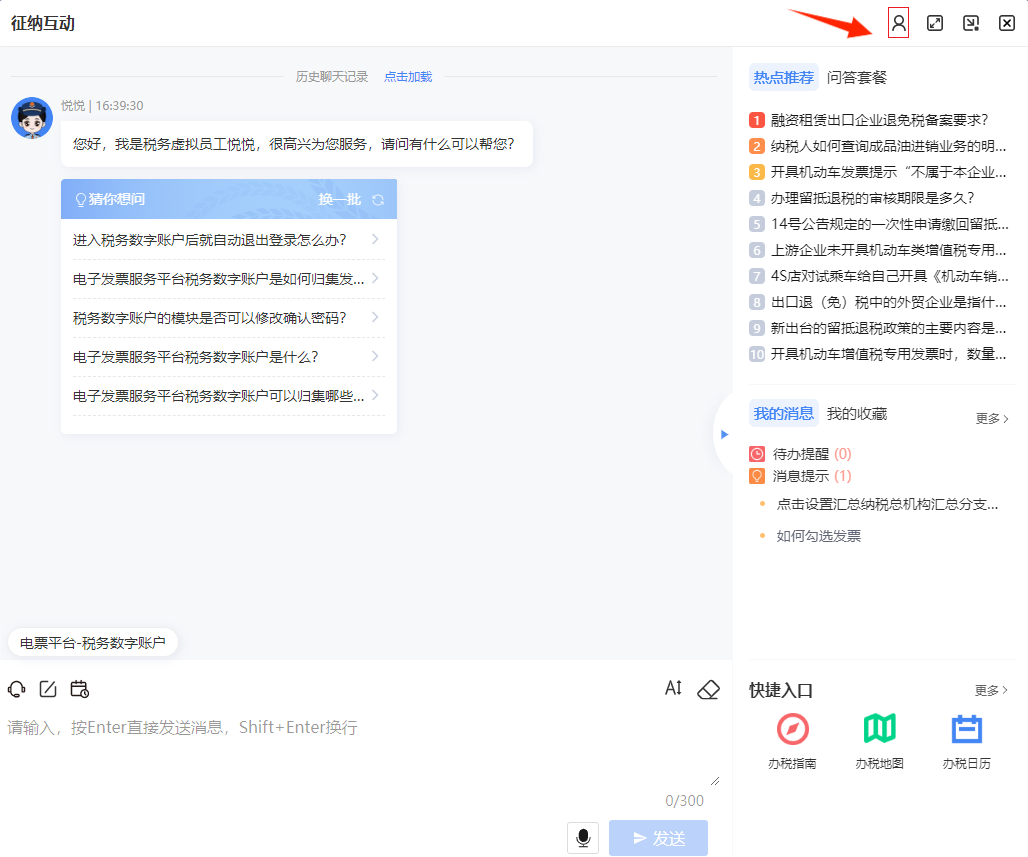 征纳互动
历史聊天记录 点击加载
悦悦 | 16:39:30
您好，我是税务虚拟员工悦悦，很高兴为您服务，请问有什么可以帮您？
猜你想问 换一批
进入税务数字账户后就自动退出登录怎么办？
电子发票服务平台税务数字账户是如何归集发...
税务数字账户的模块是否可以修改确认密码？
电子发票服务平台税务数字账户是什么？
电子发票服务平台税务数字账户可以归集哪些...
电票平台-税务数字账户
请输入，按Enter直接发送消息，Shift+Enter换行
0/300
发送
热点推荐 问答套餐
1 融资租赁出口企业退免税备案要求？
2 纳税人如何查询成品油进销业务的明...
3 开具机动车发票提示“不属于本企业...
4 办理留抵退税的审核期限是多久？
5 14号公告规定的一次性申请缴回留抵...
6 上游企业未开具机动车类增值税专用...
7 4S店对试乘车给自己开具《机动车销...
8 出口退（免）税中的外贸企业是指什...
9 新出台的留抵退税政策的主要内容是...
10 开具机动车增值税专用发票时，数量...
我的消息 我的收藏 更多
待办提醒 (0)
消息提示 (1)
点击设置汇总纳税总机构汇总分支...
如何勾选发票
快捷入口 更多
办税指南 办税地图 办税日历